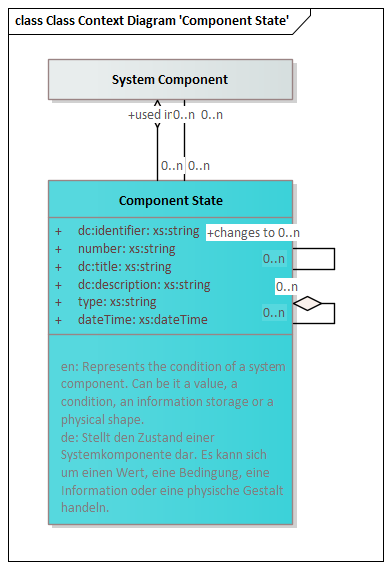 class Class Context Diagram 'Component State'
System Component
+used in 0..n 0..n
0..n 0..n
Component State
+ dc:identifier: xs:string
+changes to 0..n
+ number: xs:string
0..n
+ dc:title: xs:string
+ dc:description: xs:string
0..n
+ type: xs:string
0..n
+ dateTime: xs:dateTime
en: Represents the condition of a system
component. Can be it a value, a
condition, an information storage or a
physical shape.
de: Stellt den Zustand einer
Systemkomponente dar. Es kann sich
um einen Wert, eine Bedingung, eine
Information oder eine physische Gestalt
handeln.